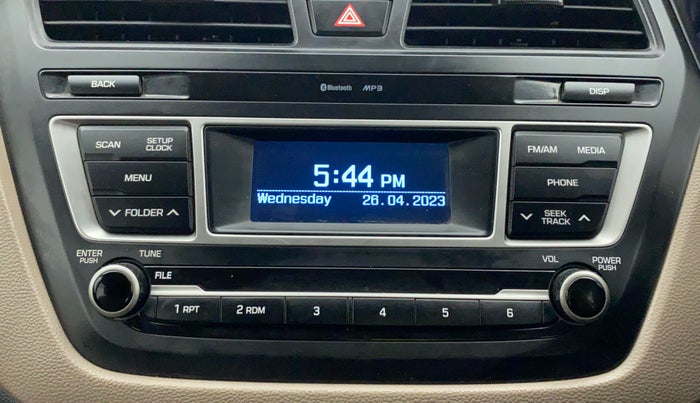 BACK
Bluetooth MP3
DISP
SCAN SETUP CLOCK
MENU
FOLDER
5:44 PM
Wednesday 26.04.2023
FM/AM MEDIA
PHONE
SEEK TRACK
ENTER PUSH
TUNE
FILE
VOL
POWER PUSH
1 RPT 2 RDM 3 4 5 6